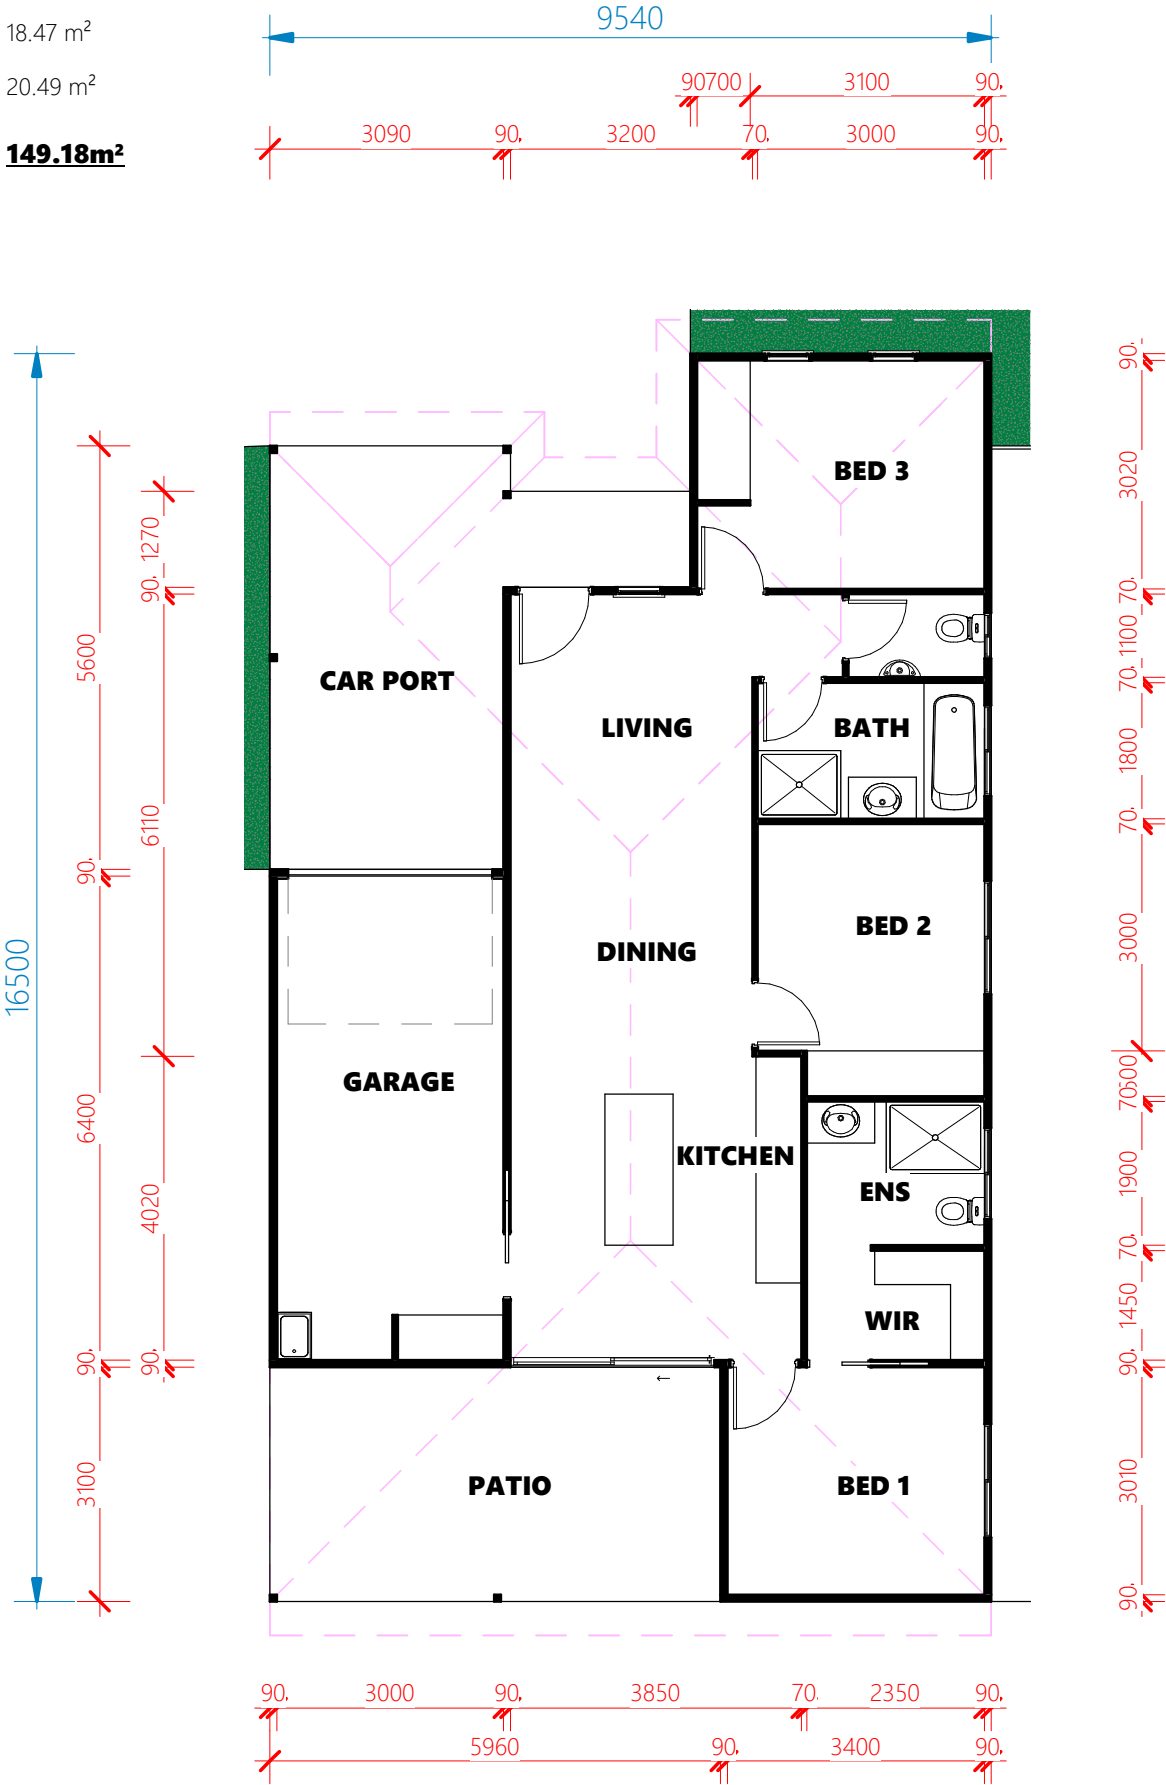 18.47 m²
20.49 m²
149.18m²
9540
90 700 3100 90
3090 90 3200 70 3000 90
BED 3
CAR PORT
LIVING
BATH
BED 2
DINING
GARAGE
KITCHEN
ENS
WIR
PATIO
BED 1
16500
5600
90
6400
90
3100
1270
90
6110
4020
90
90
3020
70
1100
70
1800
70
3000
600
70
1900
70
1450
90
3010
90
90 3000 90 3850 70 2350 90
5960 90 3400 90